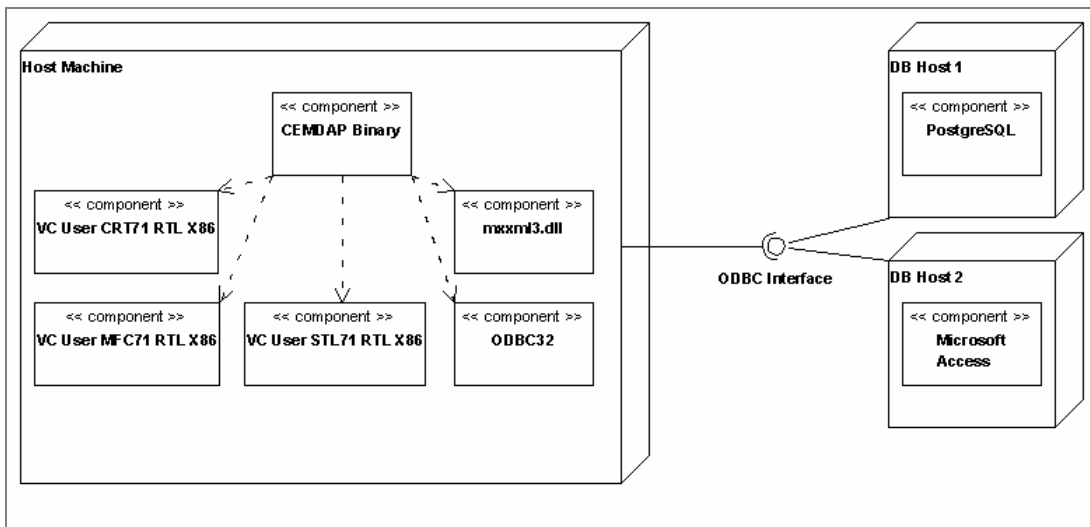 Host Machine
<< component >>
CEMDAP Binary
<< component >>
VC User CRT71 RTL X86
<< component >>
mxxml3.dll
<< component >>
VC User MFC71 RTL X86
<< component >>
VC User STL71 RTL X86
<< component >>
ODBC32
ODBC Interface
DB Host 1
<< component >>
PostgreSQL
DB Host 2
<< component >>
Microsoft
Access